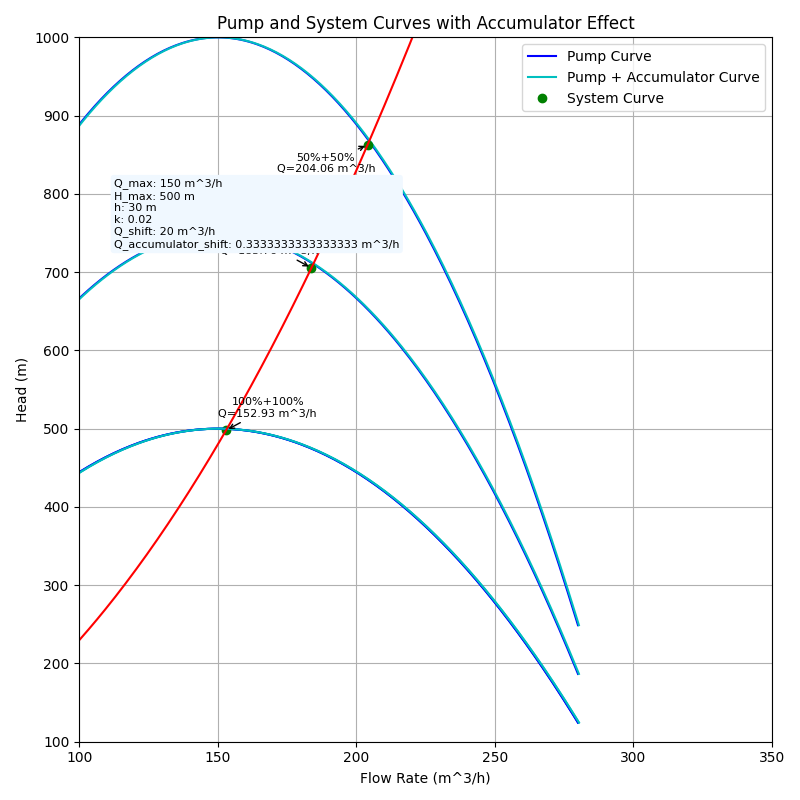 Pump and System Curves with Accumulator Effect
Pump Curve
Pump + Accumulator Curve
System Curve
50%+50%
Q=204.06 m^3/h
Q_max: 150 m^3/h
H_max: 500 m
h: 30 m
k: 0.02
Q_shift: 20 m^3/h
Q_accumulator_shift: 0.3333333333333333 m^3/h
100%+100%
Q=152.93 m^3/h
Head (m)
1000
900
800
700
600
500
400
300
200
100
100
150
200
250
300
350
Flow Rate (m^3/h)